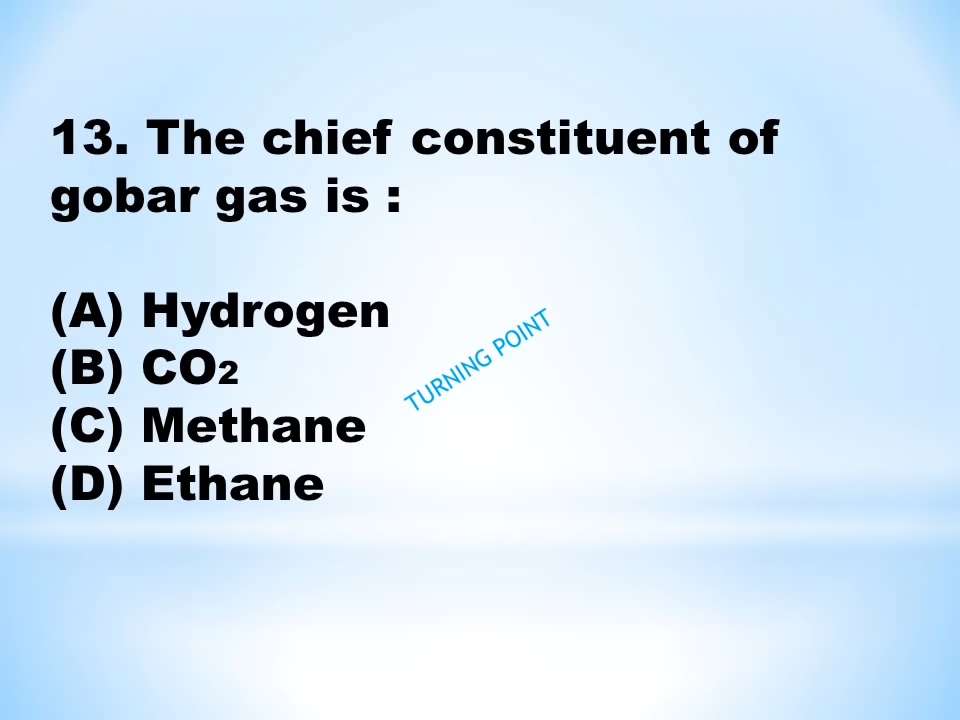 13. The chief constituent of
gobar gas is :
(A) Hydrogen
(B) CO₂
(C) Methane
(D) Ethane
TURNING POINT